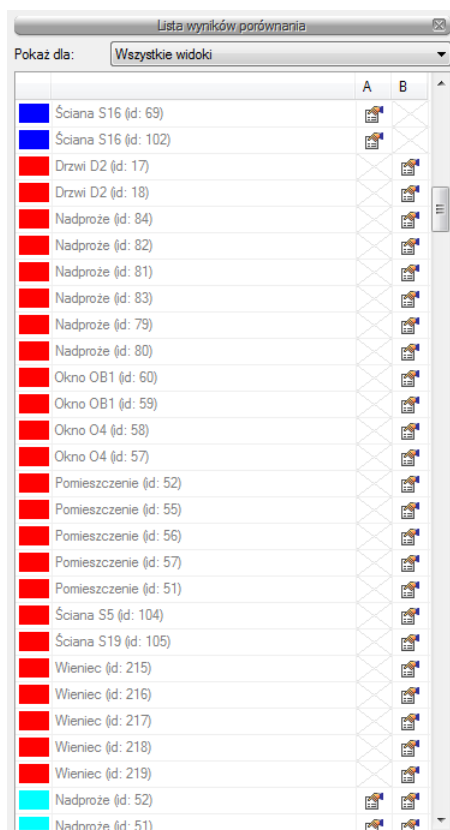 Lista wyników porównania
Pokaż dla: Wszystkie widoki
A B
Ściana S16 (id: 69)
Ściana S16 (id: 102)
Drzwi D2 (id: 17)
Drzwi D2 (id: 18)
Nadproże (id: 84)
Nadproże (id: 82)
Nadproże (id: 81)
Nadproże (id: 83)
Nadproże (id: 79)
Nadproże (id: 80)
Okno OB1 (id: 60)
Okno OB1 (id: 59)
Okno O4 (id: 58)
Okno O4 (id: 57)
Pomieszczenie (id: 52)
Pomieszczenie (id: 55)
Pomieszczenie (id: 56)
Pomieszczenie (id: 57)
Pomieszczenie (id: 51)
Ściana S5 (id: 104)
Ściana S19 (id: 105)
Wieniec (id: 215)
Wieniec (id: 216)
Wieniec (id: 217)
Wieniec (id: 218)
Wieniec (id: 219)
Nadproże (id: 52)
Nadproże (id: 51)